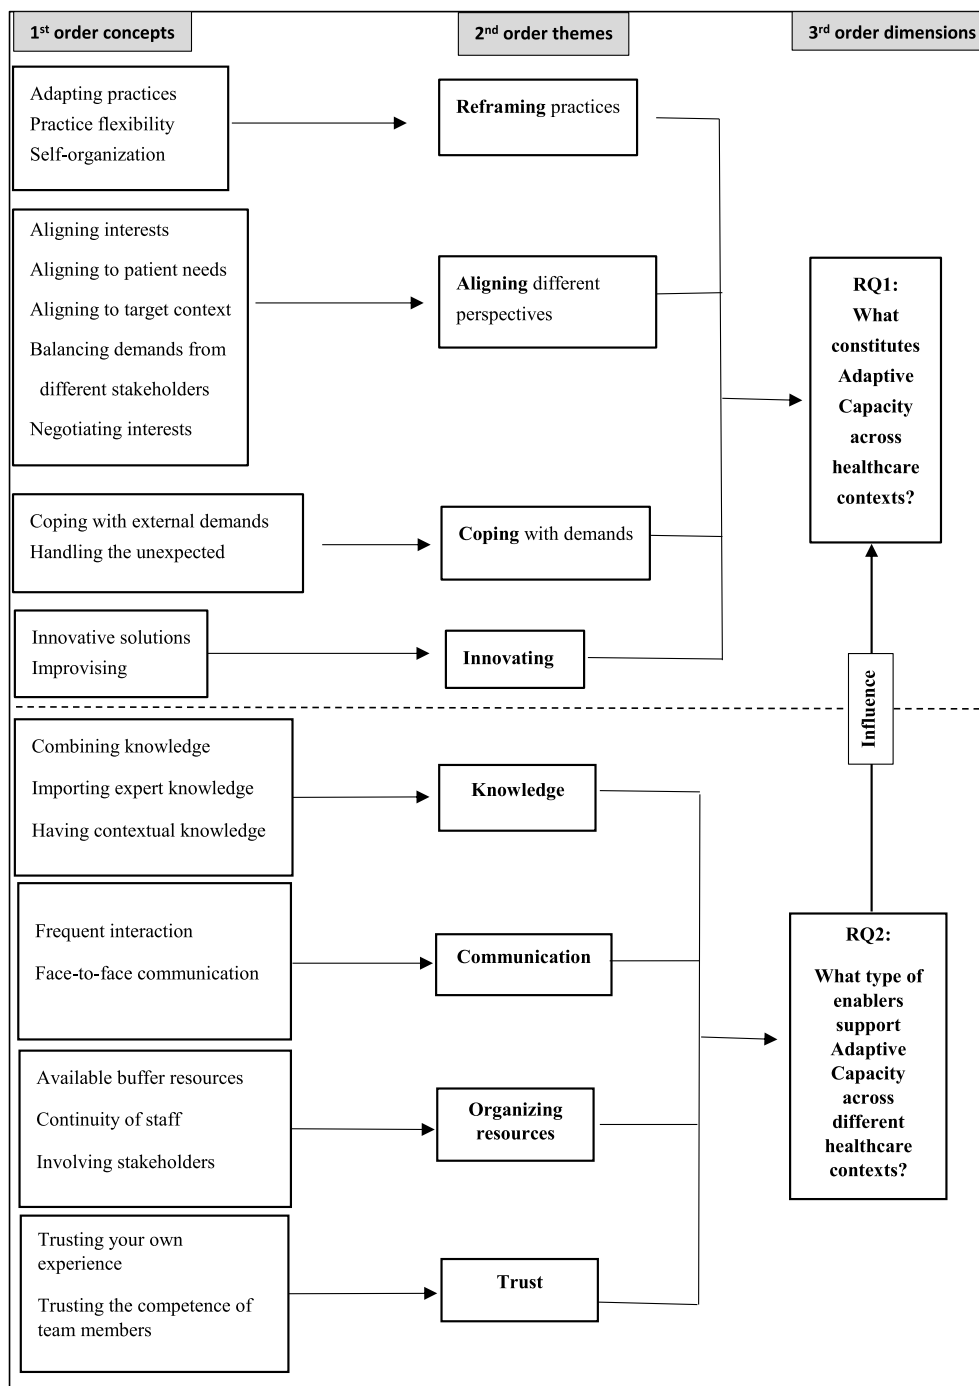 1st order concepts
2nd order themes
3rd order dimensions
Adapting practices
Practice flexibility
Self-organization
Reframing practices
Aligning interests
Aligning to patient needs
Aligning to target context
Balancing demands from
different stakeholders
Negotiating interests
Aligning different
perspectives
RQ1:
What
constitutes
Adaptive
Capacity
across
healthcare
contexts?
Coping with external demands
Handling the unexpected
Coping with demands
Innovative solutions
Improvising
Innovating
Influence
Combining knowledge
Importing expert knowledge
Having contextual knowledge
Knowledge
Frequent interaction
Face-to-face communication
Communication
RQ2:
What type of
enablers
support
Adaptive
Capacity
across
different
healthcare
contexts?
Available buffer resources
Continuity of staff
Involving stakeholders
Organizing
resources
Trusting your own
experience
Trusting the competence of
team members
Trust